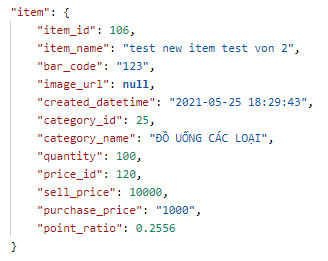 "item": {
"item_id": 106,
"item_name": "test new item test von 2",
"bar_code": "123",
"image_url": null,
"created_datetime": "2021-05-25 18:29:43",
"category_id": 25,
"category_name": "ĐỒ UỐNG CÁC LOẠI",
"quantity": 100,
"price_id": 120,
"sell_price": 10000,
"purchase_price": "1000",
"point_ratio": 0.2556
}